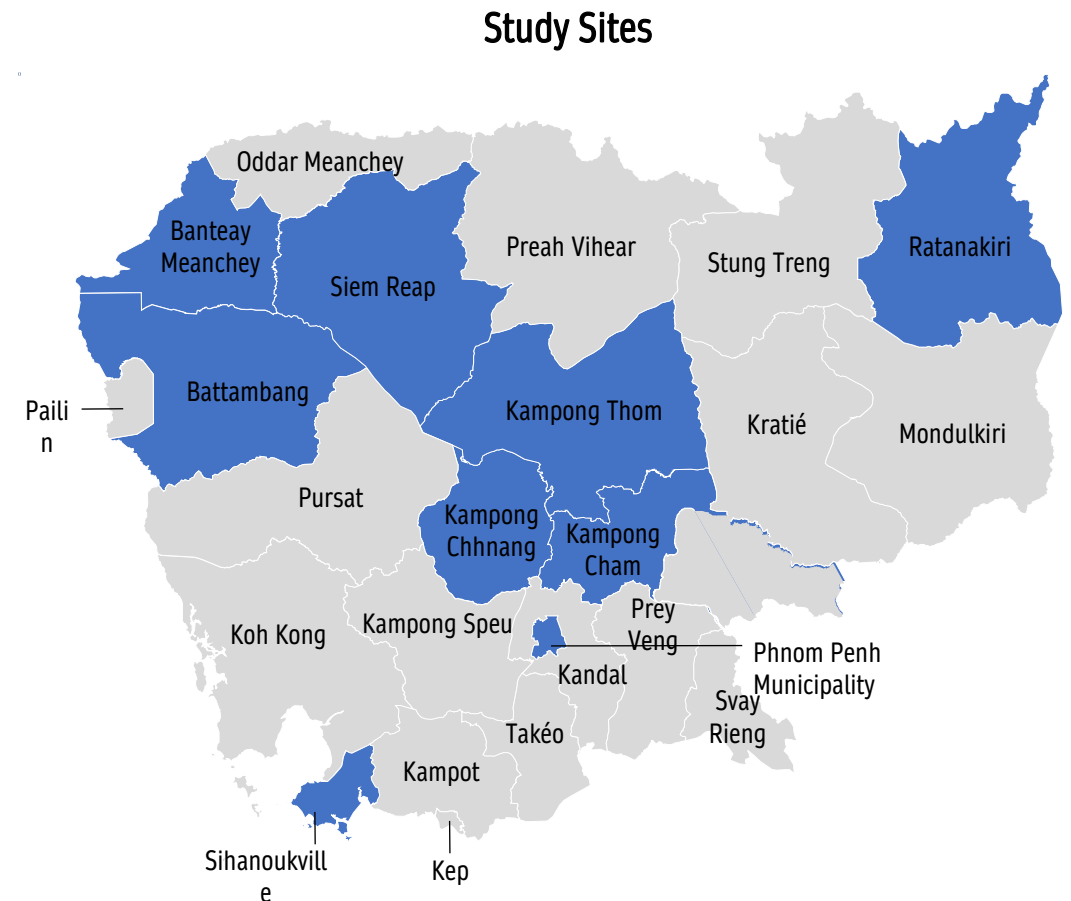 Study Sites
Oddar Meanchey
Banteay
Meanchey
Siem Reap
Preah Vihear
Stung Treng
Ratanakiri
Battambang
Paili
n
Kampong Thom
Kratié
Mondulkiri
Pursat
Kampong
Chhnang
Kampong
Cham
Koh Kong
Kampong Speu
Prey
Veng
Phnom Penh
Municipality
Kandal
Svay
Rieng
Takéo
Kampot
Sihanoukvill
e
Kep